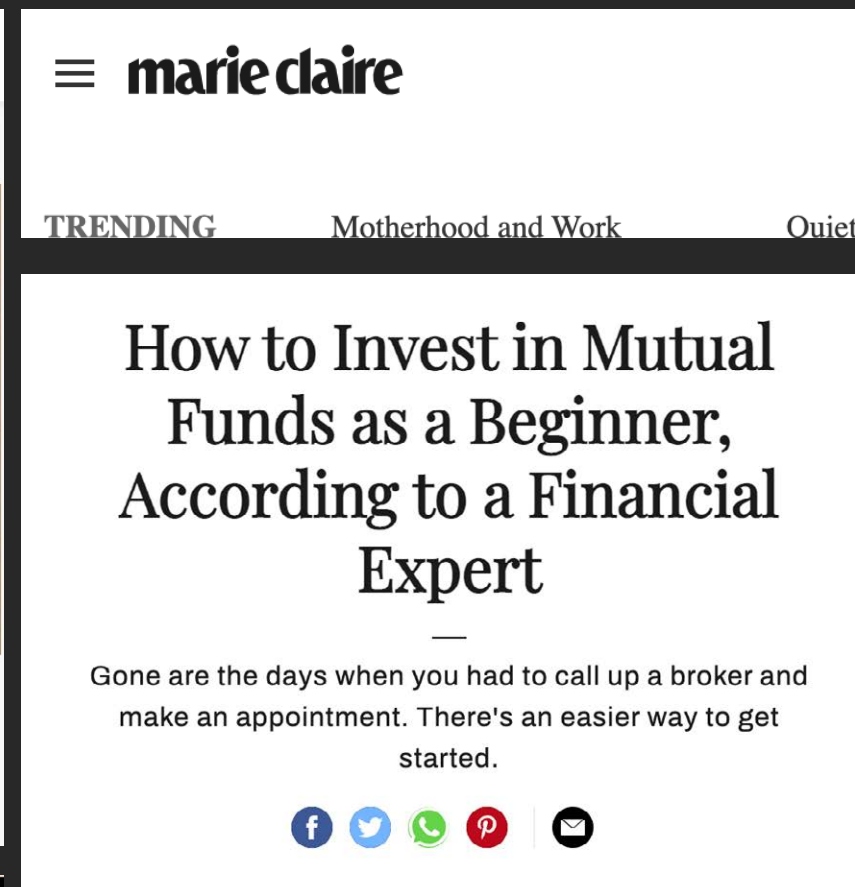 marie claire
TRENDING Motherhood and Work Quiet
How to Invest in Mutual
Funds as a Beginner,
According to a Financial
Expert
Gone are the days when you had to call up a broker and
make an appointment. There's an easier way to get
started.